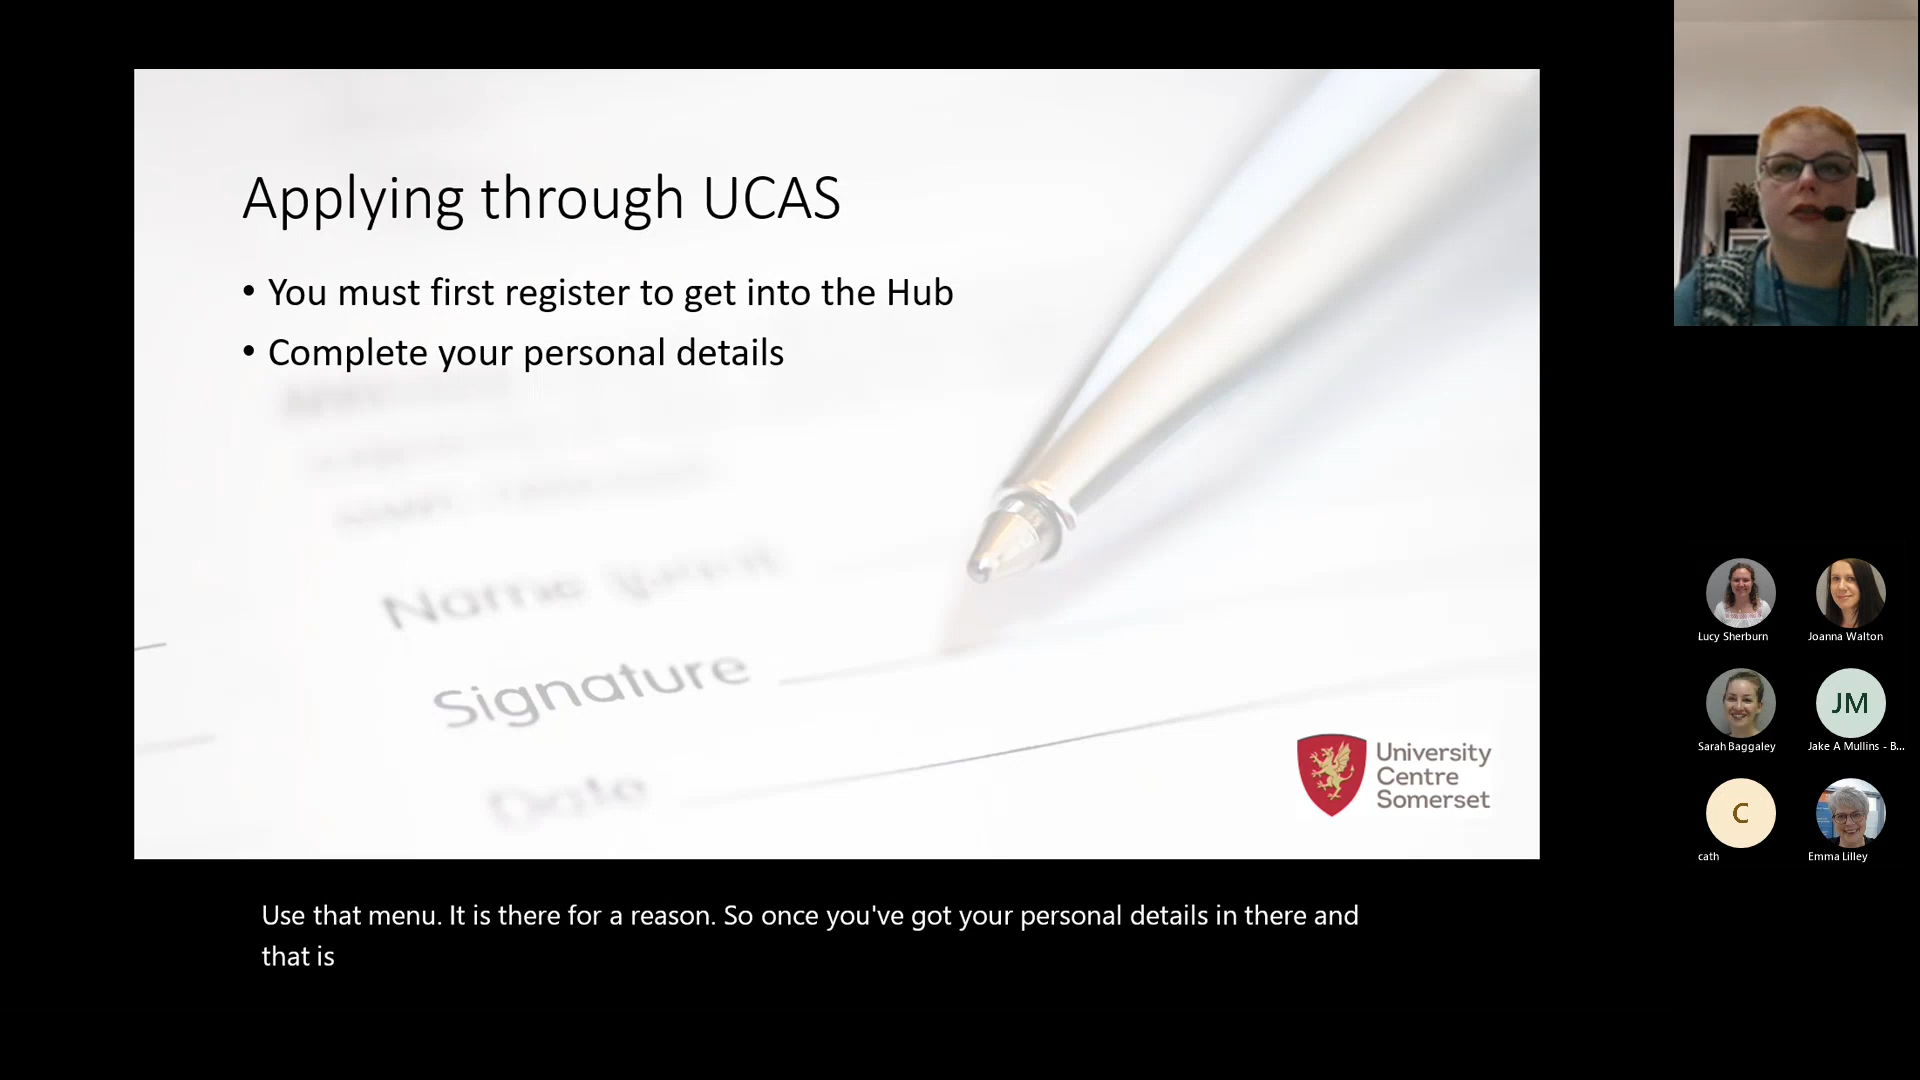 Applying through UCAS
• You must first register to get into the Hub
• Complete your personal details
Name
Signature
Date
University
Centre
Somerset
Lucy Sherburn
Joanna Walton
JM
Sarah Baggaley
Jake A Mullins - B...
C
cath
Emma Lilley
Use that menu. It is there for a reason. So once you've got your personal details in there and
that is